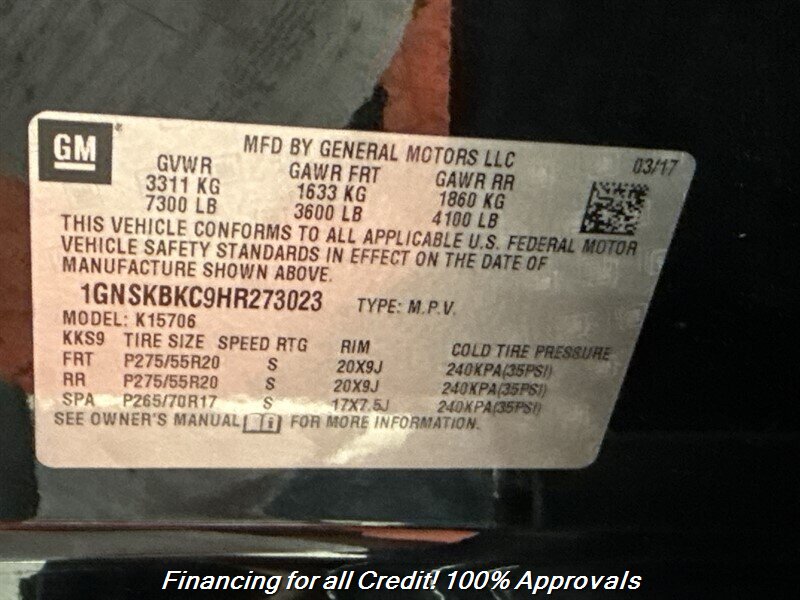 GM
MFD BY GENERAL MOTORS LLC 03/17
GVWR GAWR FRT GAWR RR
3311 KG 1633 KG 1860 KG
7300 LB 3600 LB 4100 LB
THIS VEHICLE CONFORMS TO ALL APPLICABLE U.S. FEDERAL MOTOR
VEHICLE SAFETY STANDARDS IN EFFECT ON THE DATE OF
MANUFACTURE SHOWN ABOVE.
1GNSKBKC9HR273023 TYPE: M.P.V.
MODEL: K15706
KKS9 TIRE SIZE SPEED RTG RIM COLD TIRE PRESSURE
FRT P275/55R20 S 20X9J 240KPA(35PSI)
RR P275/55R20 S 20X9J 240KPA(35PSI)
SPA P265/70R17 S 17X7.5J 240KPA(35PSI)
SEE OWNER'S MANUAL FOR MORE INFORMATION.
Financing for all Credit! 100% Approvals